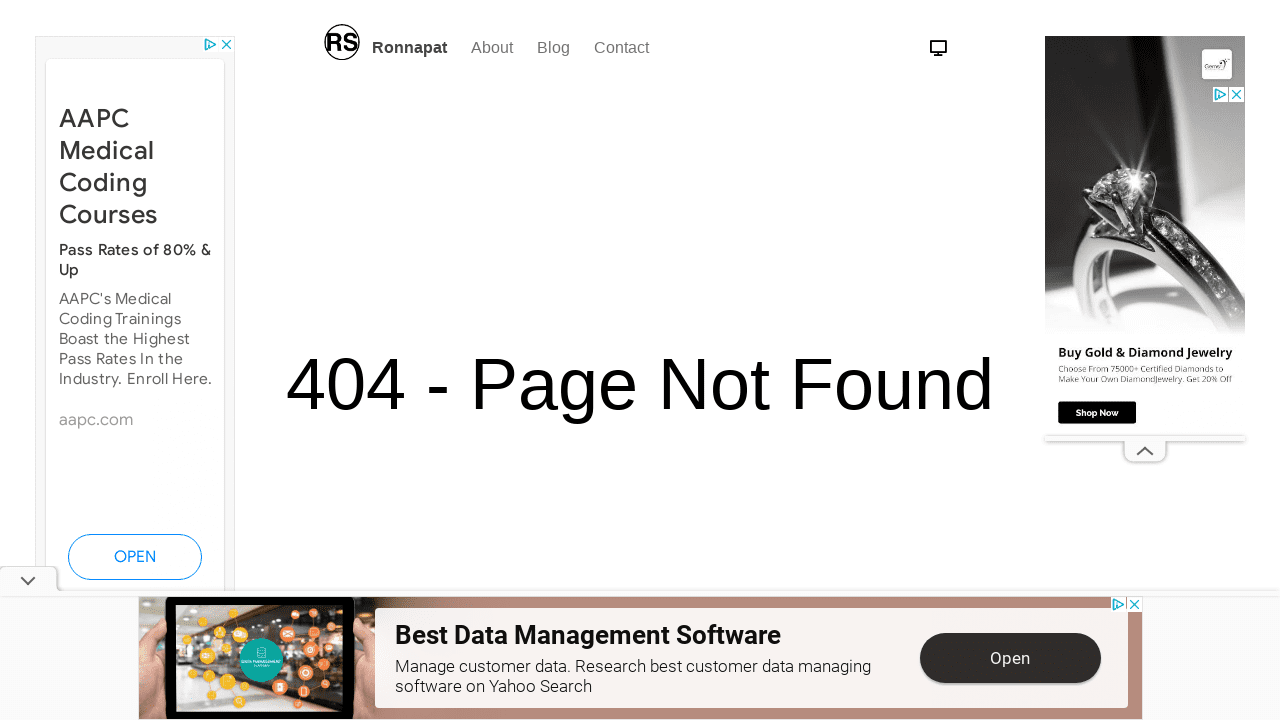 RS Ronnapat About Blog Contact
AAPC
Medical
Coding
Courses
Pass Rates of 80% &
Up
AAPC's Medical
Coding Trainings
Boast the Highest
Pass Rates In the
Industry. Enroll Here.
aapc.com
OPEN
404 - Page Not Found
Buy Gold & Diamond Jewelry
Choose From 75000+ Certified Diamonds to
Make Your Own DiamondJewelry. Get 20% Off
Shop Now
Best Data Management Software
Manage customer data. Research best customer data managing
software on Yahoo Search
Open